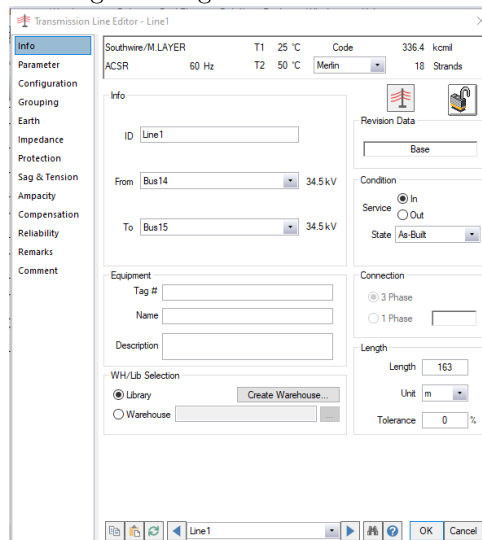 Transmission Line Editor - Line1
Info
Parameter
Configuration
Grouping
Earth
Impedance
Protection
Sag & Tension
Ampacity
Compensation
Reliability
Remarks
Comment
Southwire/M.LAYER T1 25 °C Code 336.4 kcmil
ACSR 60 Hz T2 50 °C Merlin 18 Strands
Info
ID Line1
From Bus14 34.5 kV
To Bus15 34.5 kV
Revision Data
Base
Condition
Service In
Out
State As-Built
Equipment
Tag #
Name
Description
Connection
3 Phase
1 Phase
WH/Lib Selection
Library Create Warehouse...
Warehouse ...
Length
Length 163
Unit m
Tolerance 0 %
Line1 OK Cancel